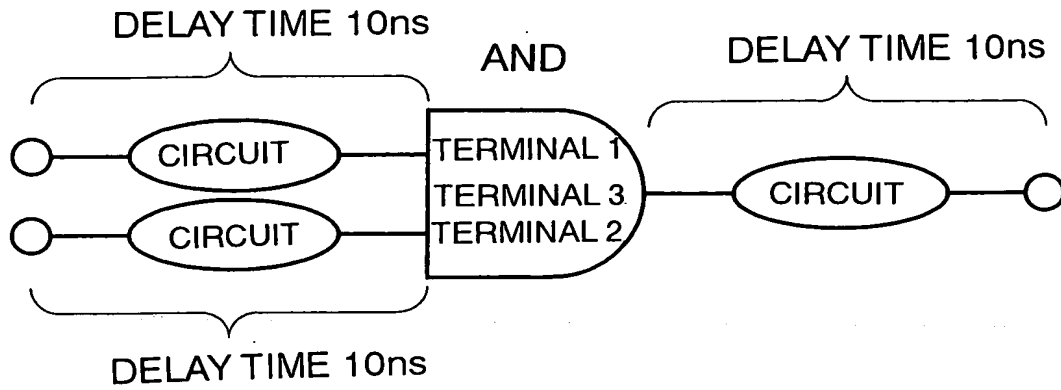 DELAY TIME 10ns
AND
DELAY TIME 10ns
CIRCUIT
TERMINAL 1
TERMINAL 3
CIRCUIT
CIRCUIT
TERMINAL 2
DELAY TIME 10ns